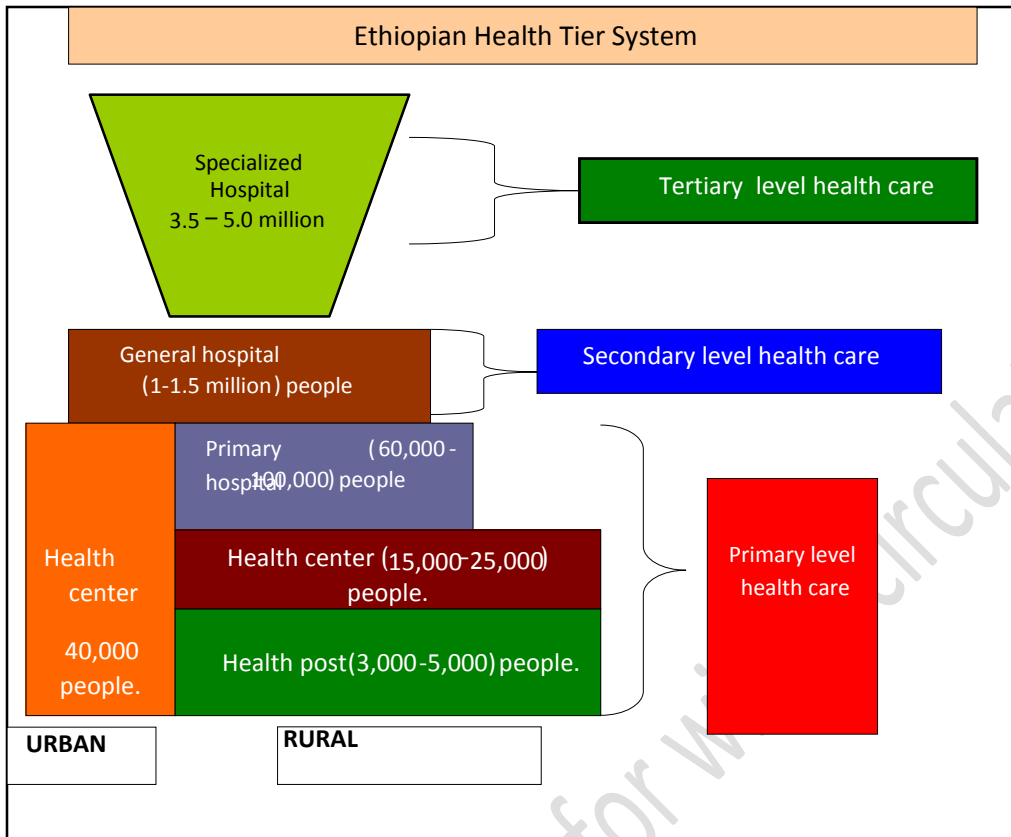 Ethiopian Health Tier System
Specialized
Hospital
3.5 – 5.0 million
Tertiary level health care
General hospital
(1-1.5 million) people
Secondary level health care
Primary (60,000-
hospital 100,000) people
Health center (15,000-25,000)
people.
Health post (3,000-5,000) people.
Health
center
40,000
people.
Primary level
health care
URBAN
RURAL
for wi
circula